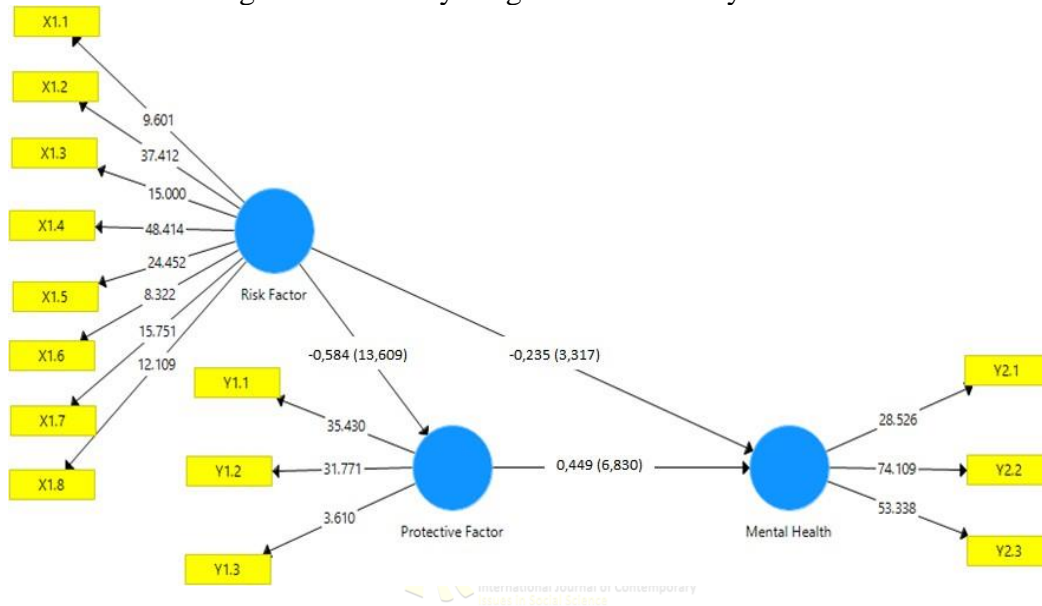 X1.1
X1.2
X1.3
X1.4
X1.5
X1.6
X1.7
X1.8
9.601
37.412
15.000
48.414
24.452
8.322
15.751
12.109
Risk Factor
-0,584 (13,609)
-0,235 (3,317)
Y1.1
Y1.2
Y1.3
35.430
31.771
3.610
Protective Factor
0,449 (6,830)
Mental Health
28.526
74.109
53.338
Y2.1
Y2.2
Y2.3
International Journal of Contemporary
Issues in Social Science